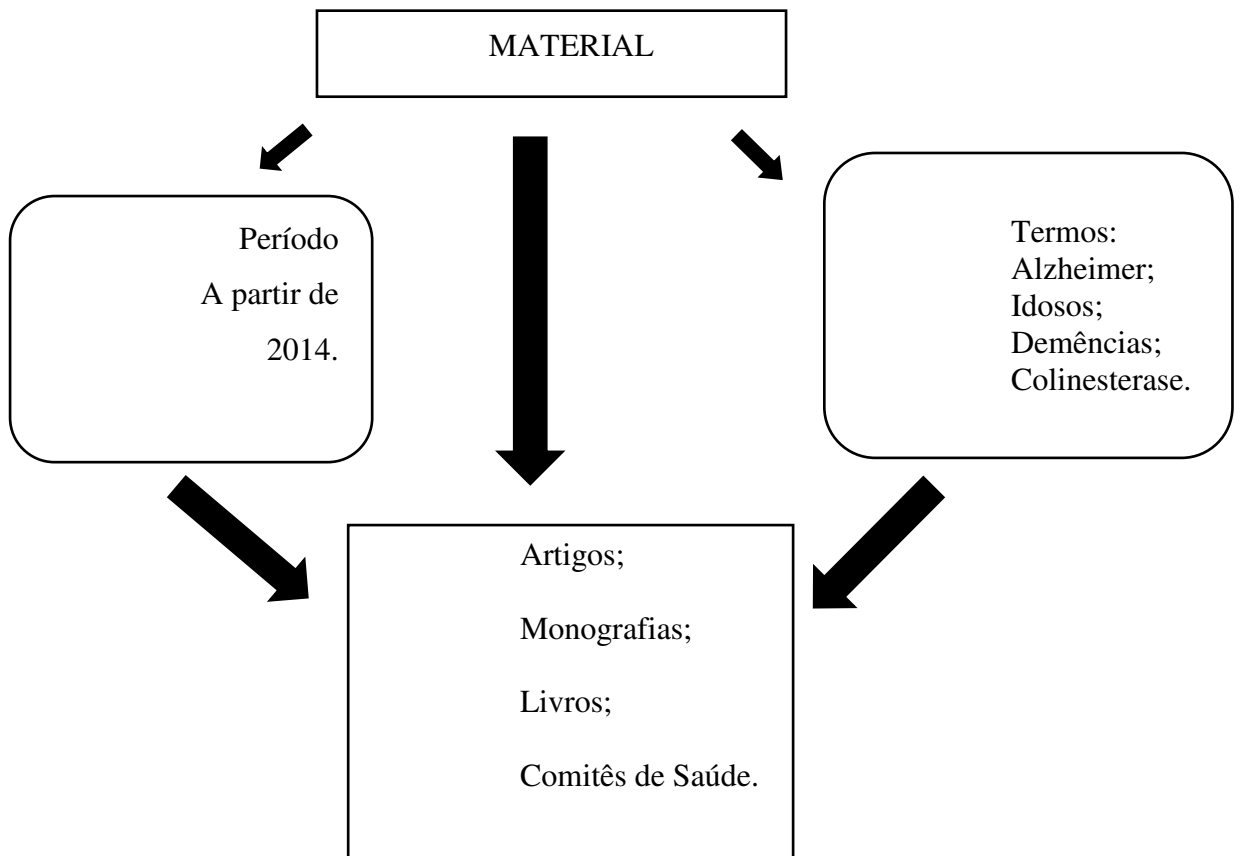 MATERIAL
Período
A partir de
2014.
Termos:
Alzheimer;
Idosos;
Demências;
Colinesterase.
Artigos;
Monografias;
Livros;
Comitês de Saúde.